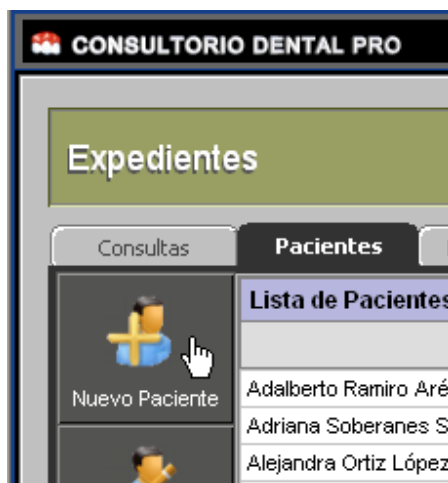 CONSULTORIO DENTAL PRO
Expedientes
Consultas
Pacientes
Lista de Pacientes
Nuevo Paciente
Adalberto Ramiro
Adriana Soberanes
Alejandra Ortiz López